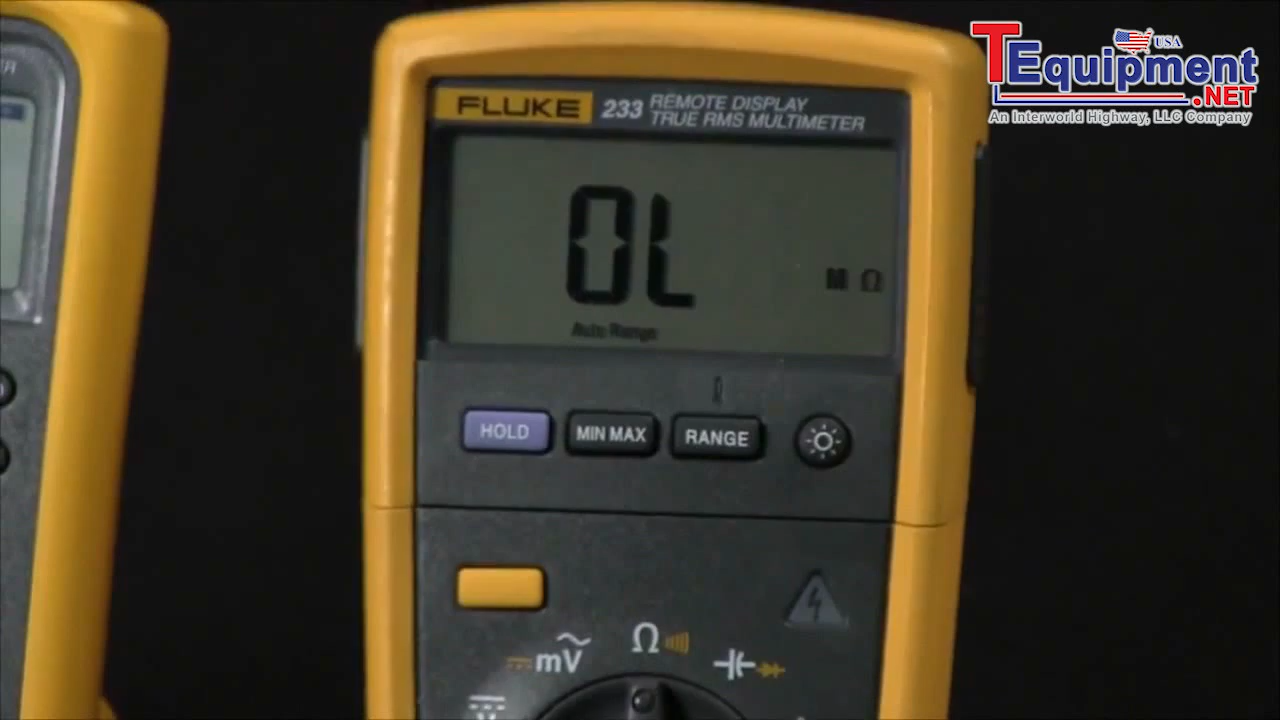 TEquipment
USA
.NET
An Interworld Highway, LLC Company
FLUKE 233 REMOTE DISPLAY
TRUE RMS MULTIMETER
OL
M Ω
Auto Range
HOLD MIN MAX RANGE
mV Ω
V